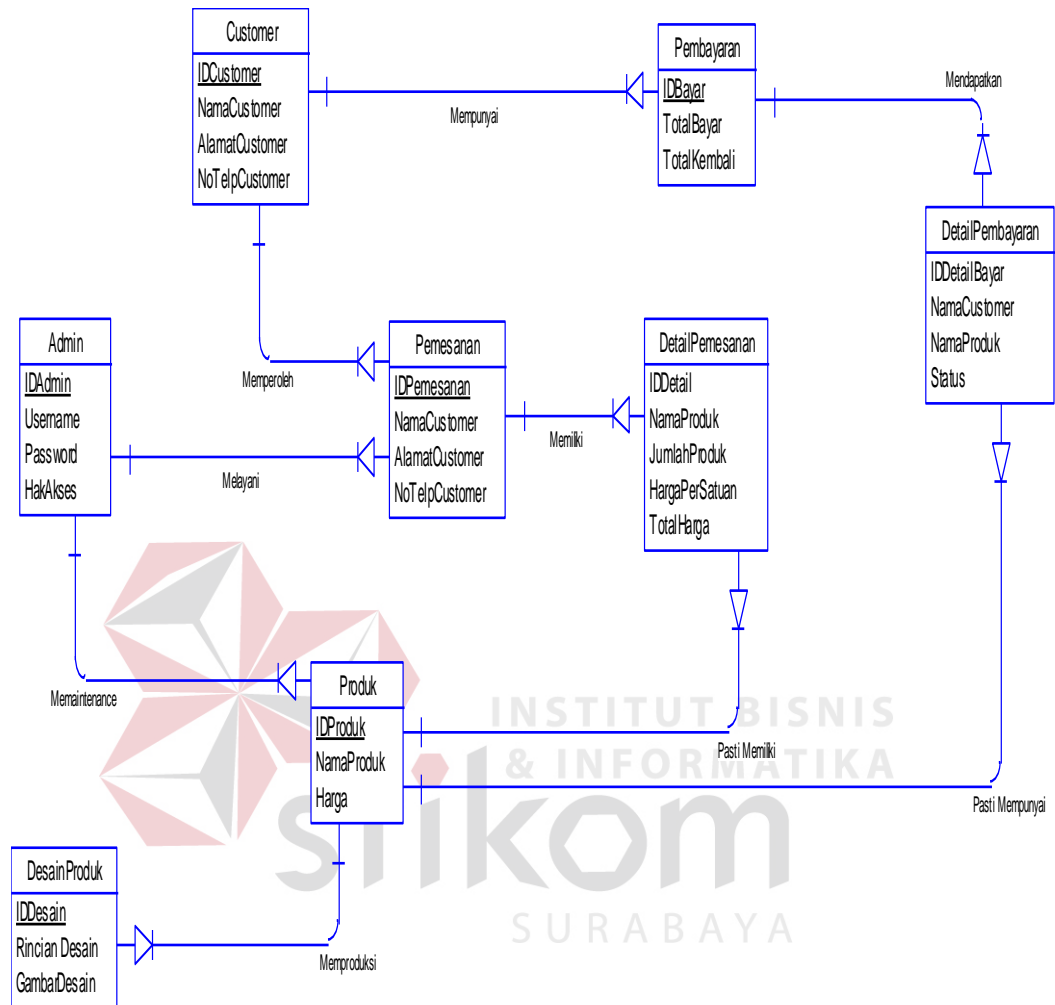 Customer
IDCustomer
NamaCustomer
AlamatCustomer
NoTelpCustomer
Mempunyai
Pembayaran
IDBayar
TotalBayar
TotalKembali
Mendapatkan
DetailPembayaran
IDDetailBayar
NamaCustomer
NamaProduk
Status
Admin
IDAdmin
Username
Password
HakAkses
Memperoleh
Melayani
Pemesanan
IDPemesanan
NamaCustomer
AlamatCustomer
NoTelpCustomer
Memiliki
DetailPemesanan
IDDetail
NamaProduk
JumlahProduk
HargaPerSatuan
TotalHarga
Memaintenance
Produk
IDProduk
NamaProduk
Harga
Pasti Memiliki
Pasti Mempunyai
INSTITUT BISNIS
& INFORMATIKA
stikom
SURABAYA
DesainProduk
IDDesain
Rincian Desain
GambarDesain
Memproduksi